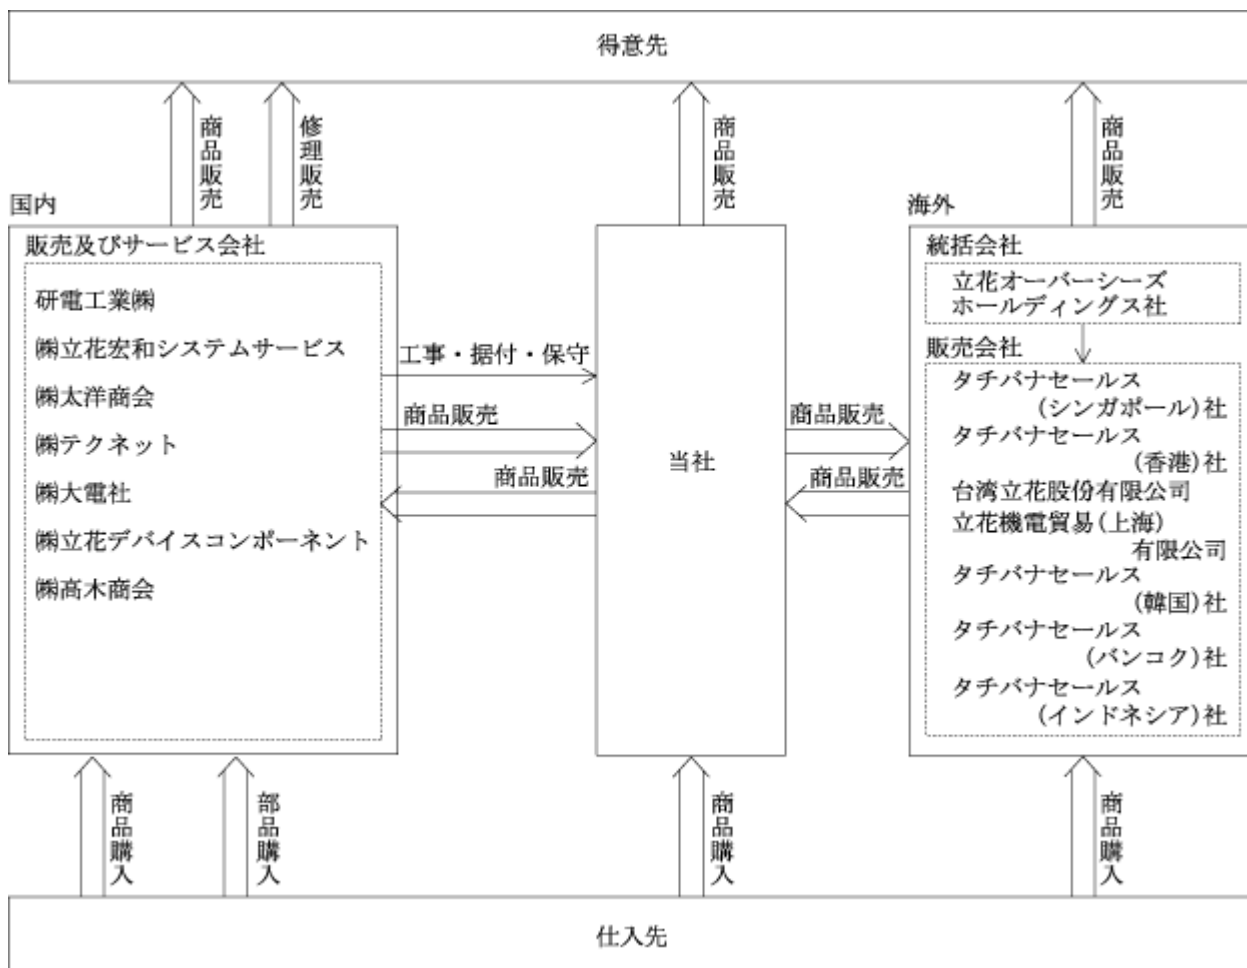 得意先
商品販売
修理販売
商品販売
商品販売
国内
海外
販売及びサービス会社
研電工業㈱
㈱立花宏和システムサービス
㈱太洋商会
㈱テクネット
㈱大電社
㈱立花デバイスコンポーネント
㈱高木商会
工事・据付・保守
商品販売
商品販売
当社
商品販売
商品販売
統括会社
立花オーバーシーズ
ホールディングス社
販売会社
タチバナセールス
(シンガポール)社
タチバナセールス
(香港)社
台湾立花股份有限公司
立花機電貿易(上海)
有限公司
タチバナセールス
(韓国)社
タチバナセールス
(バンコク)社
タチバナセールス
(インドネシア)社
商品購入
部品購入
商品購入
商品購入
仕入先